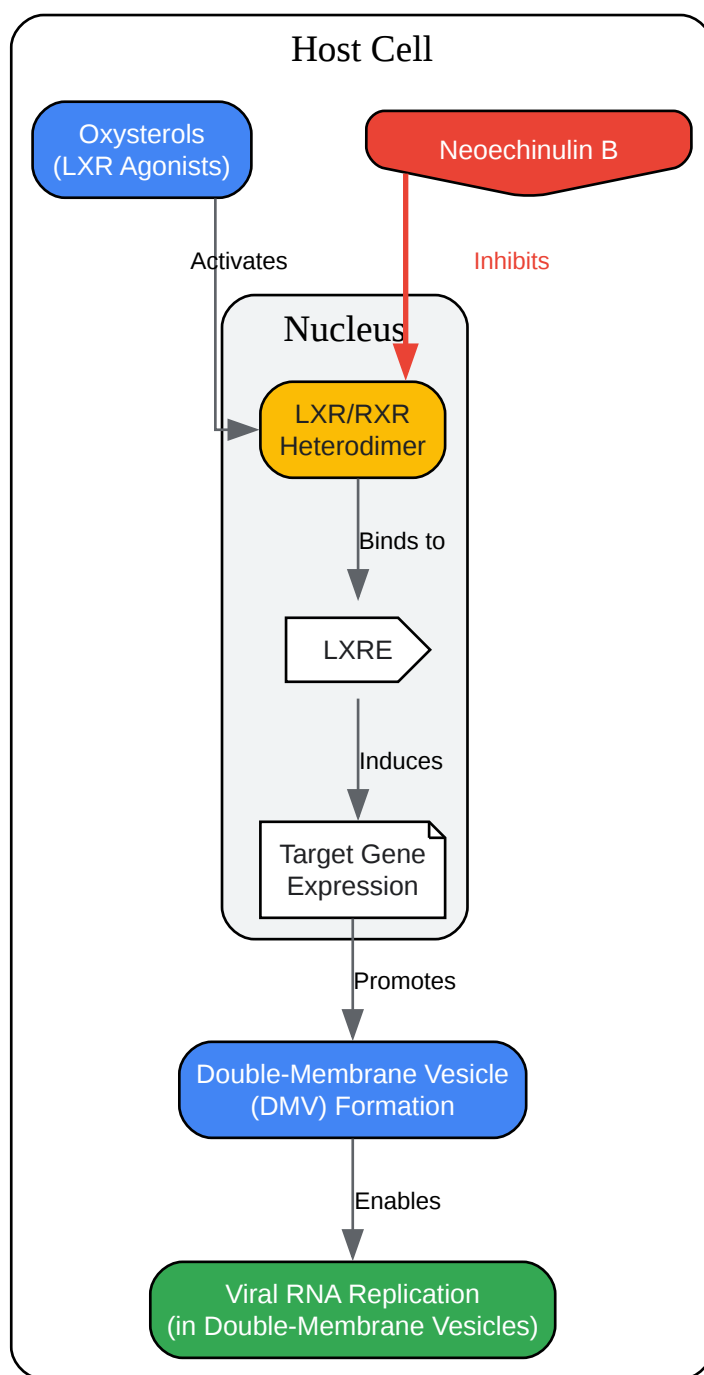 Host Cell
Oxysterols
(LXR Agonists)
Neoechinulin B
Activates
Inhibits
Nucleus
LXR/RXR
Heterodimer
Binds to
LXRE
Induces
Target Gene
Expression
Promotes
Double-Membrane Vesicle
(DMV) Formation
Enables
Viral RNA Replication
(in Double-Membrane Vesicles)